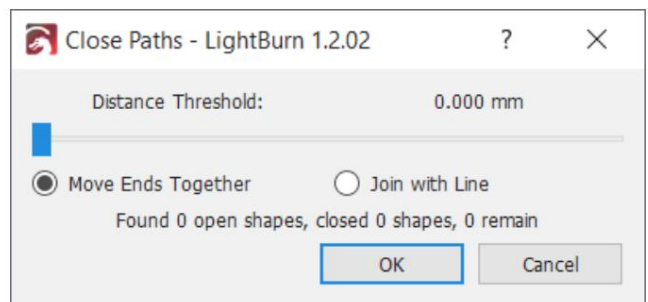 Close Paths - LightBurn 1.2.02 ? ×
Distance Threshold: 0.000 mm
Move Ends Together Join with Line
Found 0 open shapes, closed 0 shapes, 0 remain
OK Cancel